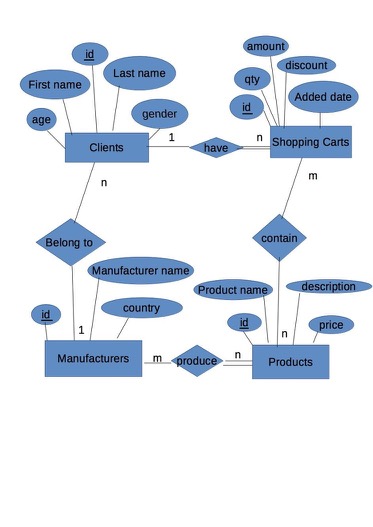 amount
id
discount
First name
Last name
qty
Added date
id
age
gender
Clients
1
have
n
Shopping Carts
n
m
Belong to
contain
Manufacturer name
Product name
description
id
country
id
price
1
n
Manufacturers
m
produce
n
Products